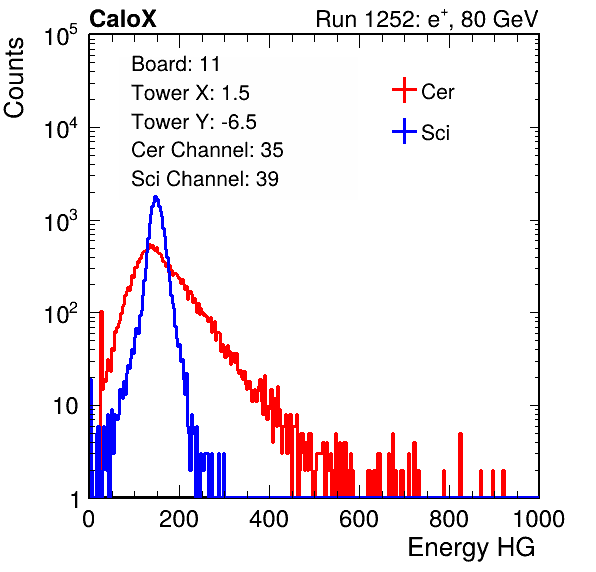 CaloX Run 1252: e⁺, 80 GeV
Counts
Board: 11
Tower X: 1.5
Tower Y: -6.5
Cer Channel: 35
Sci Channel: 39
Cer
Sci
10⁵
10⁴
10³
10²
10
1
0 200 400 600 800 1000
Energy HG